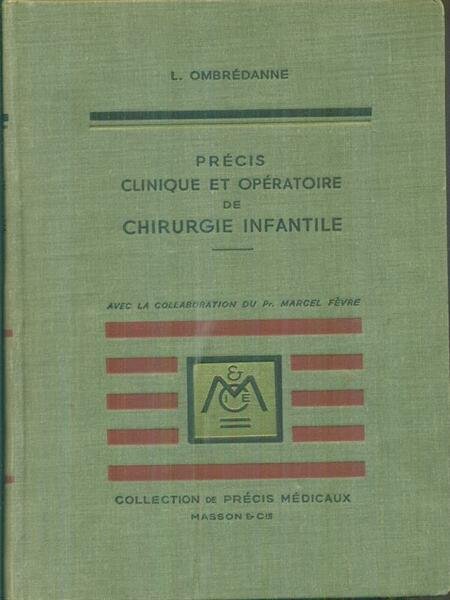 L. OMBRÉDANNE
PRÉCIS
CLINIQUE ET OPÉRATOIRE
DE
CHIRURGIE INFANTILE
AVEC LA COLLABORATION DU Pr. MARCEL FÈVRE
&
M
C IE
COLLECTION DE PRÉCIS MÉDICAUX
MASSON & CIE